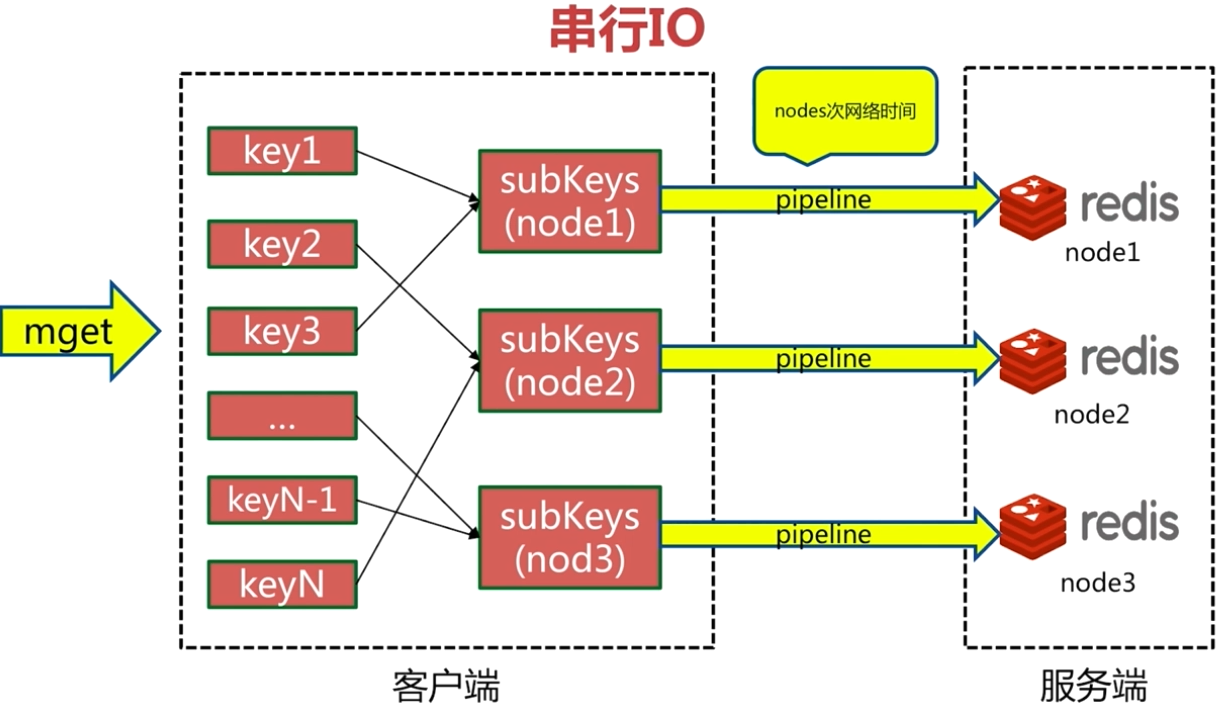 串行IO
nodes次网络时间
mget
key1
key2
key3
...
keyN-1
keyN
subKeys
(node1)
subKeys
(node2)
subKeys
(nod3)
pipeline
pipeline
pipeline
redis
node1
redis
node2
redis
node3
客户端
服务端